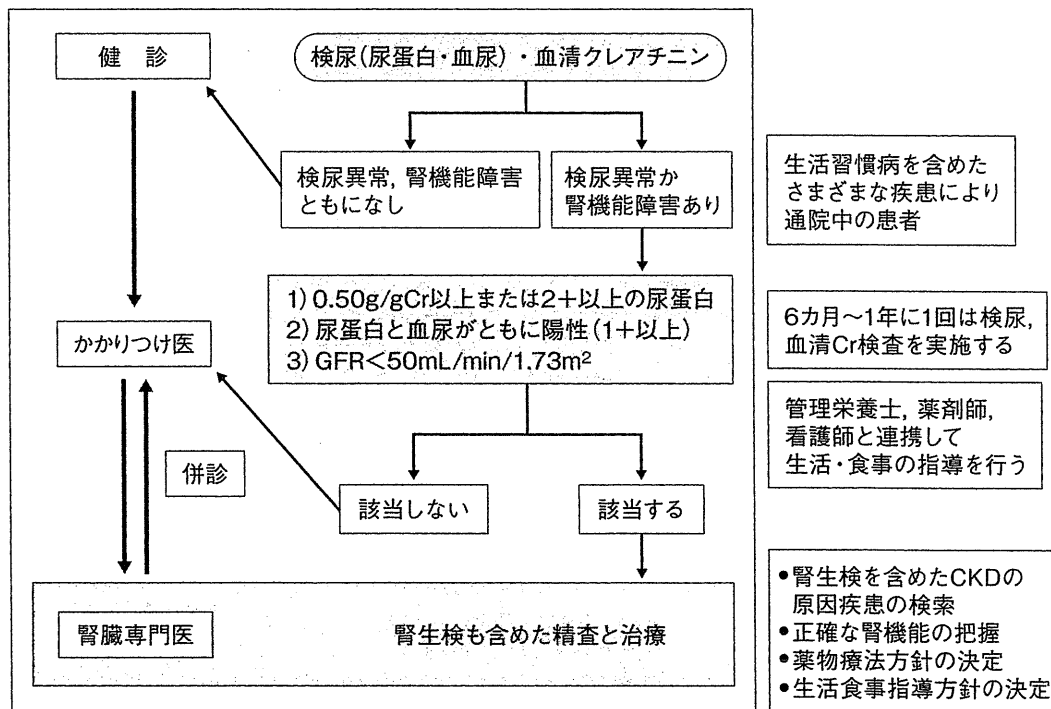 健 診
検尿(尿蛋白・血尿)・血清クレアチニン
検尿異常,腎機能障害
ともになし
検尿異常か
腎機能障害あり
生活習慣病を含めた
さまざまな疾患により
通院中の患者
1) 0.50g/gCr以上または2+以上の尿蛋白
2) 尿蛋白と血尿がともに陽性(1+以上)
3) GFR<50mL/min/1.73m²
かかりつけ医
6カ月~1年に1回は検尿,
血清Cr検査を実施する
管理栄養士,薬剤師,
看護師と連携して
生活・食事の指導を行う
併診
該当しない
該当する
腎臓専門医
腎生検も含めた精査と治療
•腎生検を含めたCKDの
原因疾患の検索
•正確な腎機能の把握
•薬物療法方針の決定
•生活食事指導方針の決定